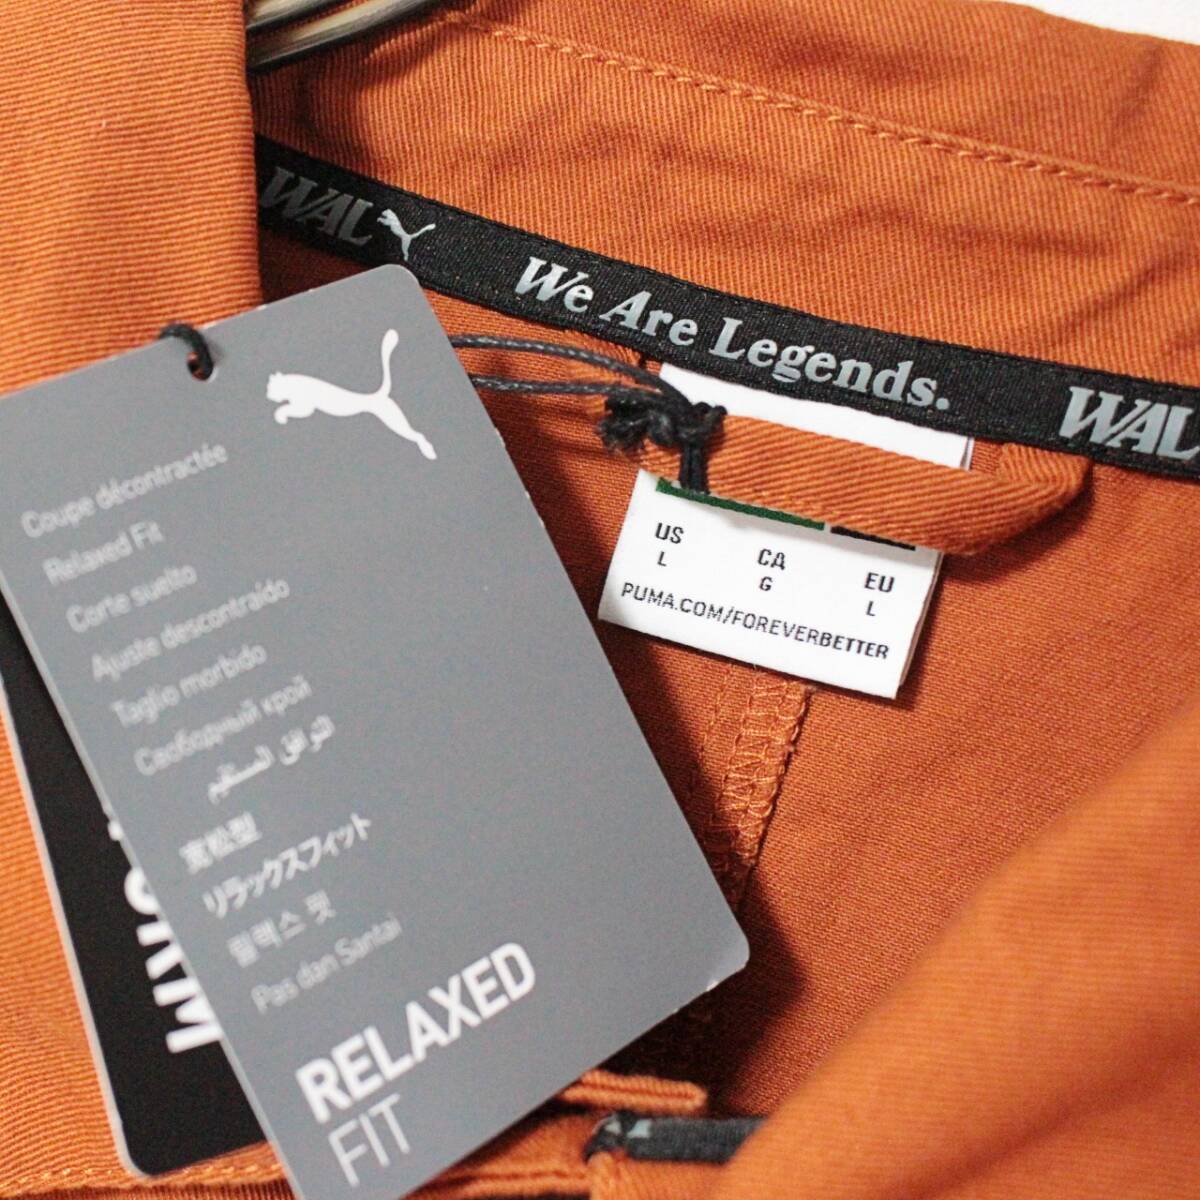 WAL
We Are Legends.
WAL
US
L
CA
G
EU
L
PUMA.COM/FOREVERBETTER
Coupe décontractée
Relaxed Fit
Corte suelto
Ajuste descontraído
Taglio morbido
Свободный крой
宽松型
リラックスフィット
릴렉스 핏
Pas dan Santai
RELAXED
FIT